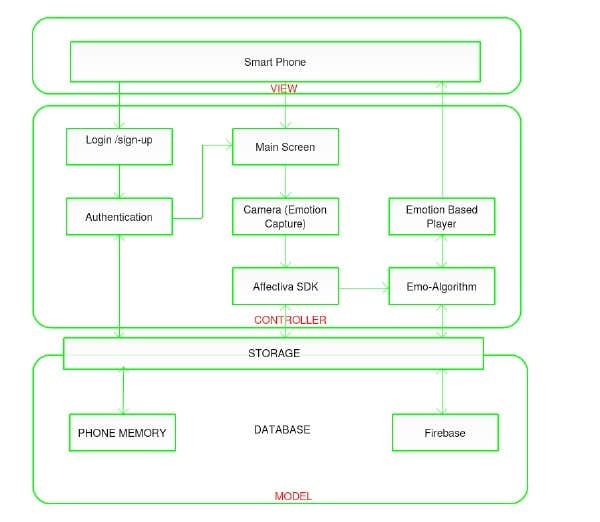 Smart Phone
VIEW
Login /sign-up
Main Screen
Authentication
Camera (Emotion
Capture)
Emotion Based
Player
Affectiva SDK
Emo-Algorithm
CONTROLLER
STORAGE
PHONE MEMORY
DATABASE
Firebase
MODEL